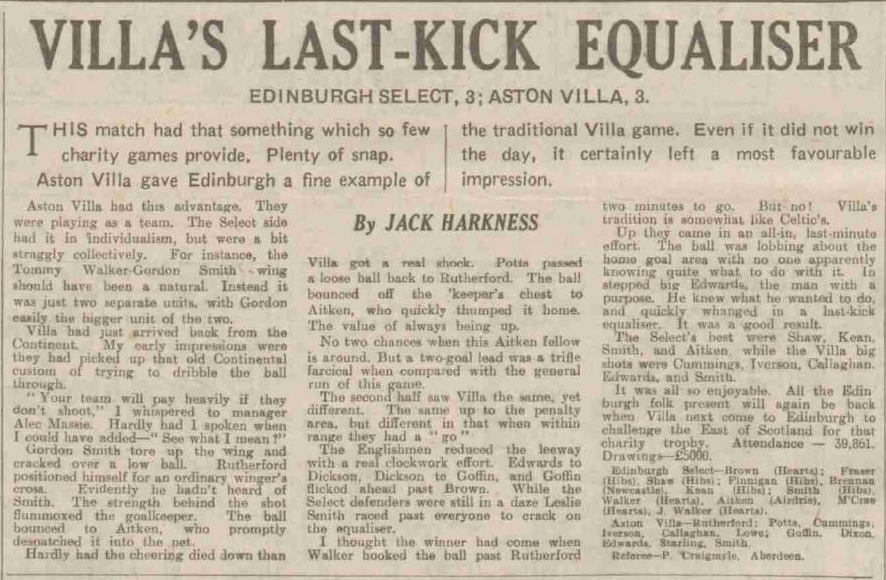 VILLA'S LAST-KICK EQUALISER
EDINBURGH SELECT, 3; ASTON VILLA, 3.
THIS match had that something which so few
charity games provide. Plenty of snap.
Aston Villa gave Edinburgh a fine example of
the traditional Villa game. Even if it did not win
the day, it certainly left a most favourable
impression.
Aston Villa had this advantage. They
were playing as a team. The Select side
had it in individualism, but were a bit
straggly collectively. For instance, the
Tommy Walker-Gordon Smith wing
should have been a natural. Instead it
was just two separate units, with Gordon
easily the bigger unit of the two.
Villa had just arrived back from the
Continent. My early impressions were
they had picked up that old Continental
custom of trying to dribble the ball
through.
"Your team will pay heavily if they
don't shoot," I whispered to manager
Alec Massie. Hardly had I spoken when
I could have added—"See what I mean?"
Gordon Smith tore up the wing and
cracked over a low ball. Rutherford
positioned himself for an ordinary winger's
cross. Evidently he hadn't heard of
Smith. The strength behind the shot
flummoxed the goalkeeper. The ball
bounced to Aitken, who promptly
despatched it into the net.
Hardly had the cheering died down than
By JACK HARKNESS
Villa got a real shock. Potts passed
a loose ball back to Rutherford. The ball
bounced off the 'keeper's chest to
Aitken, who quickly thumped it home.
The value of always being up.
No two chances when this Aitken fellow
is around. But a two-goal lead was a trifle
farcical when compared with the general
run of this game.
The second half saw Villa the same, yet
different. The same up to the penalty
area, but different in that when within
range they had a "go"
The Englishmen reduced the leeway
with a real clockwork effort. Edwards to
Dickson, Dickson to Goffin, and Goffin
flicked ahead past Brown. While the
Select defenders were still in a daze Leslie
Smith raced past everyone to crack on
the equaliser.
I thought the winner had come when
Walker hooked the ball past Rutherford
two minutes to go. But no! Villa's
tradition is somewhat like Celtic's.
Up they came in an all-in, last-minute
effort. The ball was lobbing about the
home goal area with no one apparently
knowing quite what to do with it. In
stepped big Edwards, the man with a
purpose. He knew what he wanted to do,
and quickly whanged in a last-kick
equaliser. It was a good result.
The Select's best were Shaw, Kean,
Smith, and Aitken, while the Villa big
shots were Cummings, Iverson, Callaghan,
Edwards, and Smith.
It was all so enjoyable. All the Edin
burgh folk present will again be back
when Villa next come to Edinburgh to
challenge the East of Scotland for that
charity trophy. Attendance — 39,861.
Drawings—£5000.
Edinburgh Select—Brown (Hearts); Fraser
(Hibs), Shaw (Hibs); Finnigan (Hibs), Brennan
(Newcastle), Kean (Hibs); Smith (Hibs),
Walker (Hearts), Aitken (Airdrie), M'Crae
(Hearts), J. Walker (Hearts).
Aston Villa—Rutherford; Potts, Cummings;
Iverson, Callaghan, Lowe; Goffin, Dixon,
Edwards, Starling, Smith.
Referee—P. Craigmyle, Aberdeen.